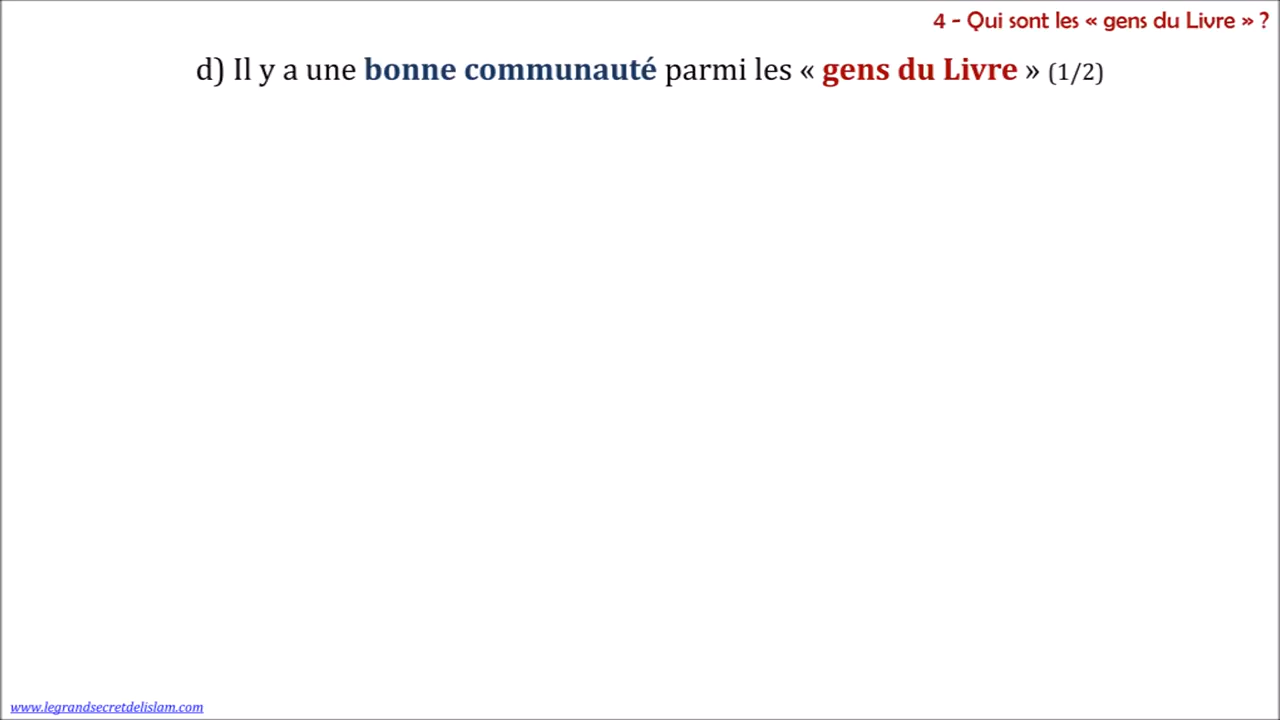 4 - Qui sont les « gens du Livre » ?
d) Il y a une bonne communauté parmi les « gens du Livre » (1/2)
www.legrandsecretdelislam.com